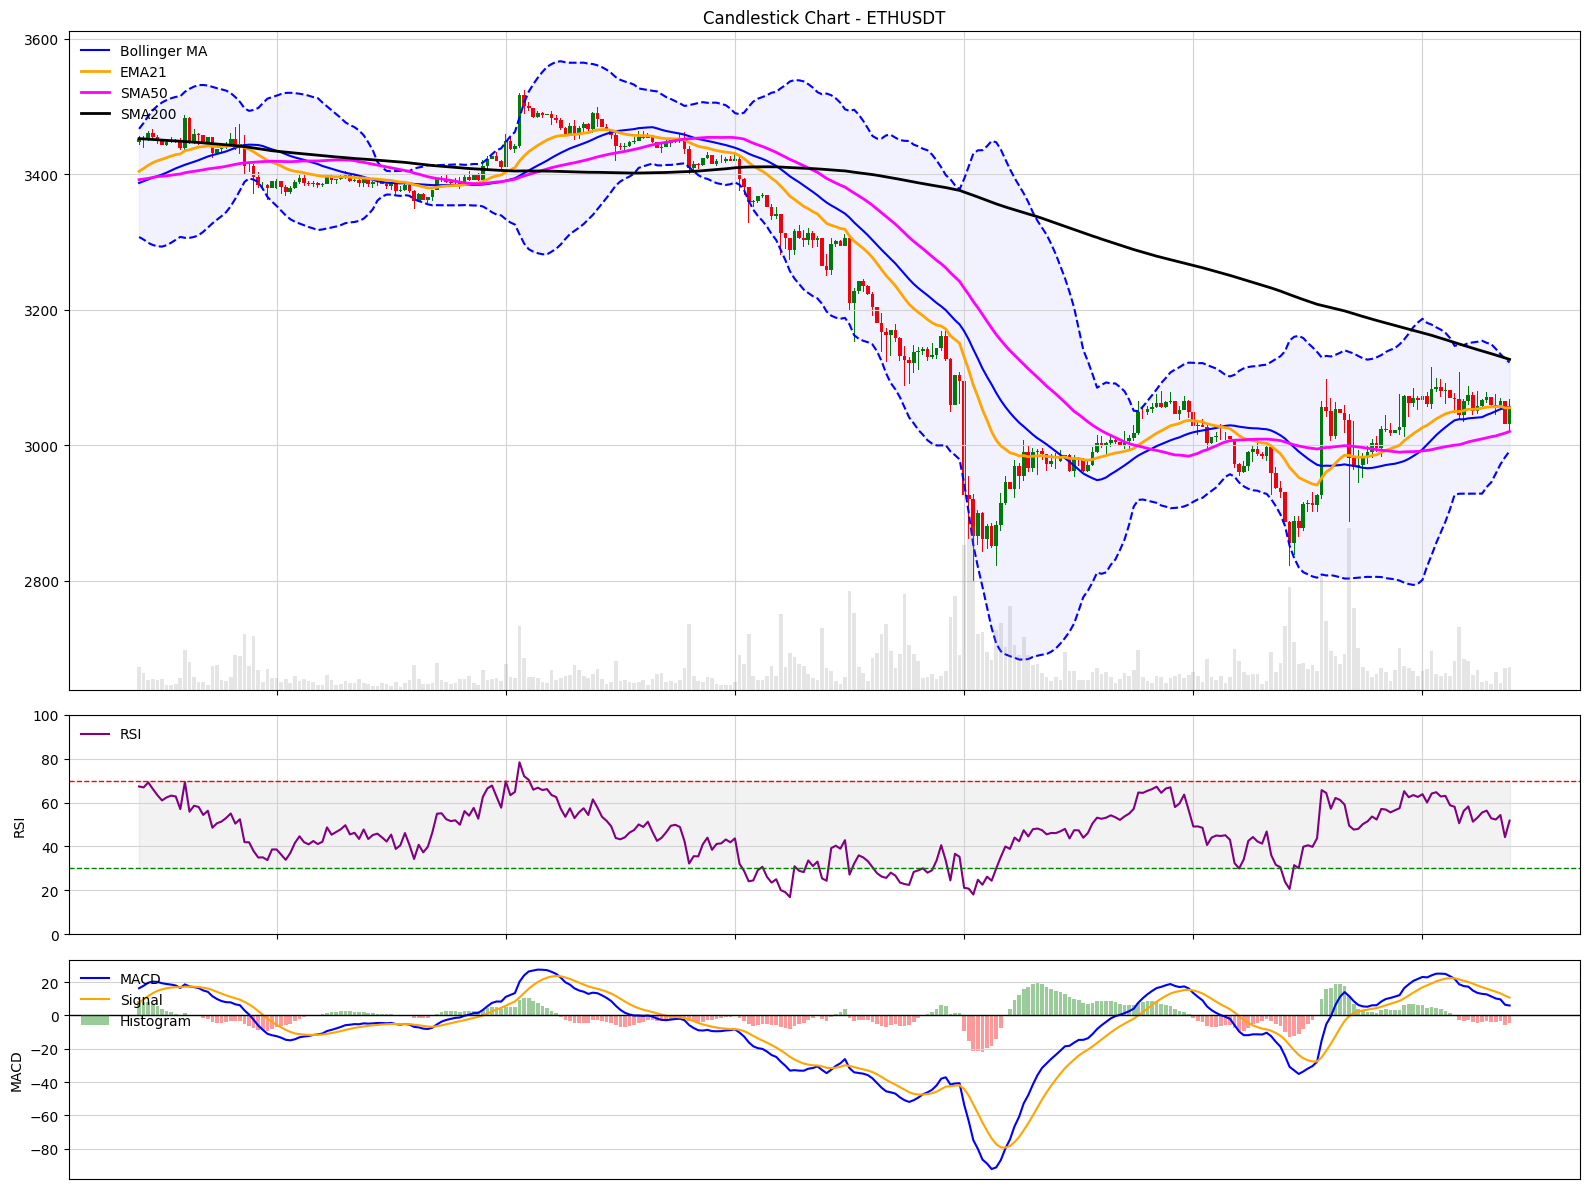 Candlestick Chart - ETHUSDT
3600
3400
3200
3000
2800
Bollinger MA
EMA21
SMA50
SMA200
RSI
100
80
60
40
20
0
RSI
MACD
20
0
−20
−40
−60
−80
MACD
Signal
Histogram